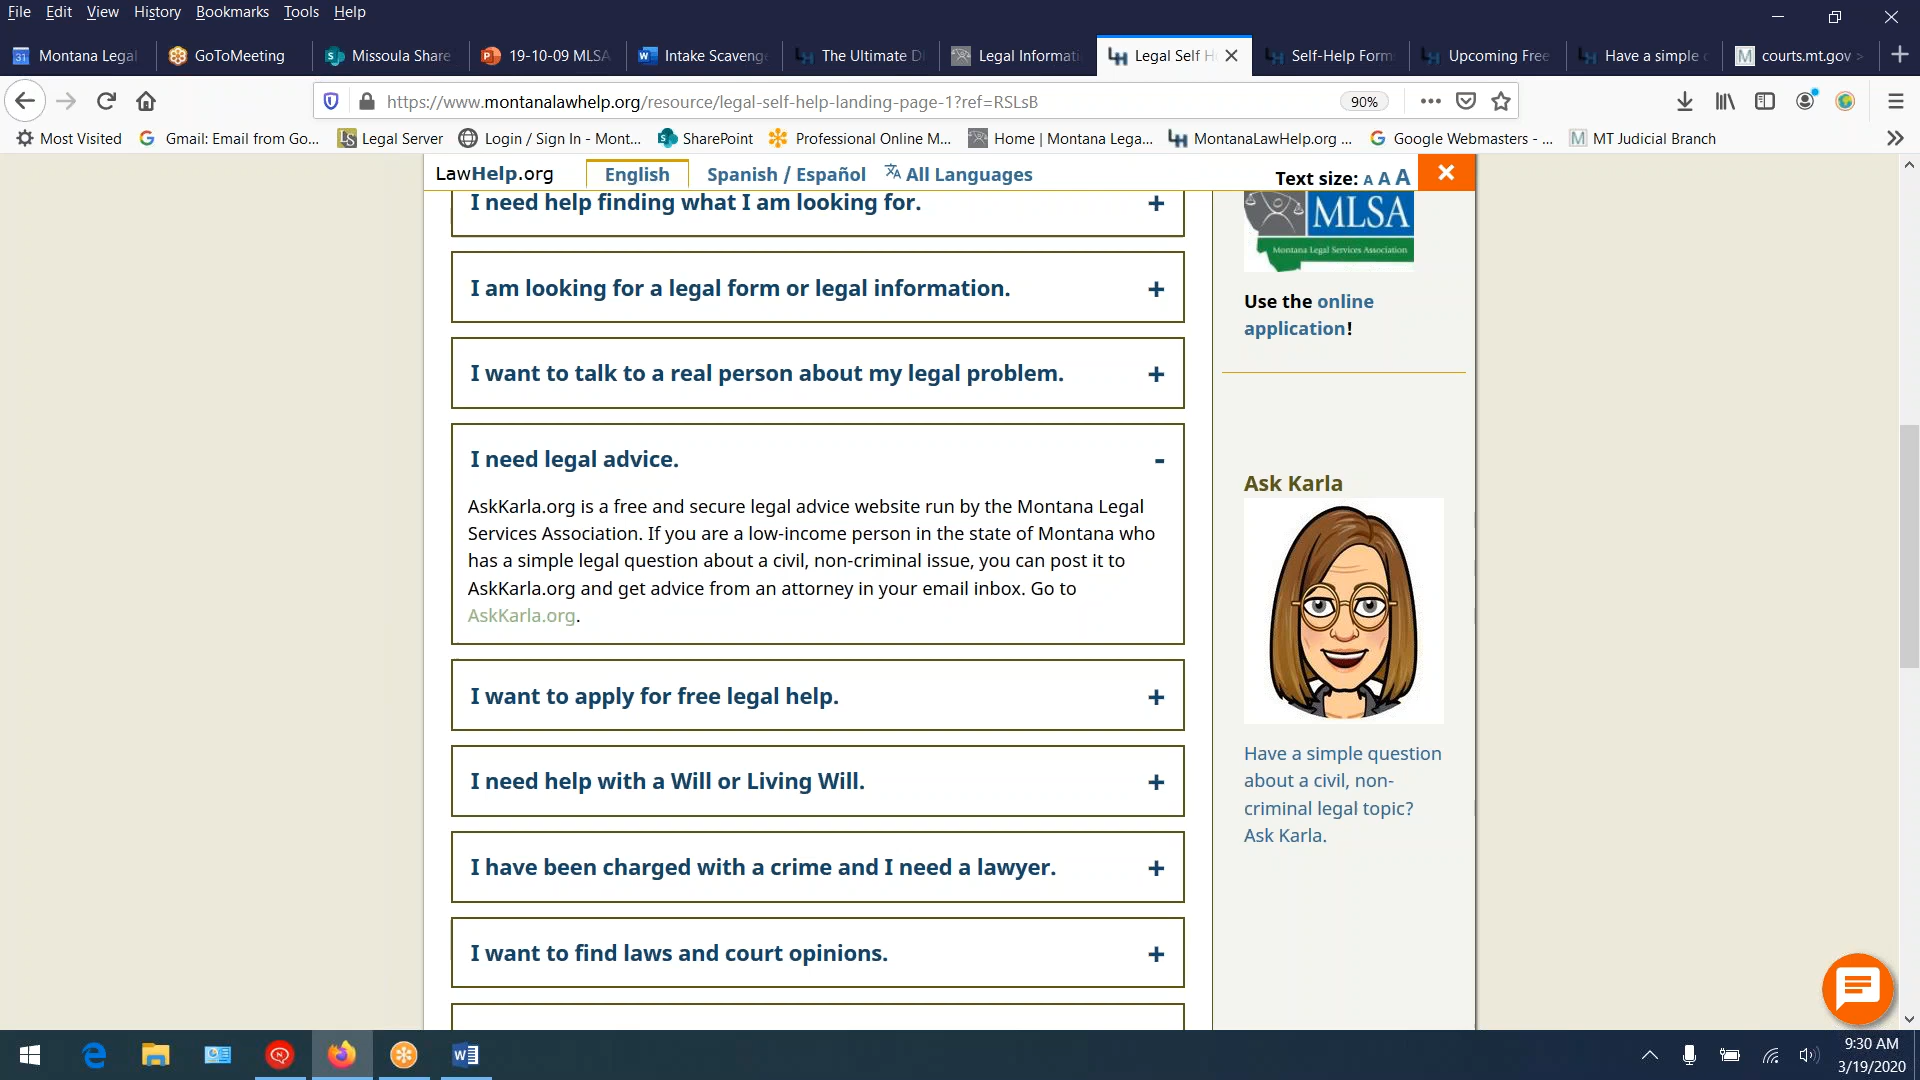 File Edit View History Bookmarks Tools Help
31 Montana Legal GoToMeeting Missoula Share 19-10-09 MLSA Intake Scaveng The Ultimate Legal Informati Legal Self H Self-Help Form Upcoming Free Have a simple courts.mt.gov >
https://www.montanalawhelp.org/resource/legal-self-help-landing-page-1?ref=RSLsB 90%
Most Visited Gmail: Email from Go... Legal Server Login / Sign In - Mont... SharePoint Professional Online M... Home | Montana Lega... MontanaLawHelp.org ... Google Webmasters - ... MT Judicial Branch
LawHelp.org English Spanish / Español All Languages Text size: A A A
I need help finding what I am looking for. +
I am looking for a legal form or legal information. +
I want to talk to a real person about my legal problem. +
I need legal advice. -
AskKarla.org is a free and secure legal advice website run by the Montana Legal
Services Association. If you are a low-income person in the state of Montana who
has a simple legal question about a civil, non-criminal issue, you can post it to
AskKarla.org and get advice from an attorney in your email inbox. Go to
AskKarla.org.
I want to apply for free legal help. +
I need help with a Will or Living Will. +
I have been charged with a crime and I need a lawyer. +
I want to find laws and court opinions. +
MLSA
Montana Legal Services Association
Use the online
application!
Ask Karla
Have a simple question
about a civil, non-
criminal legal topic?
Ask Karla.
9:30 AM
3/19/2020